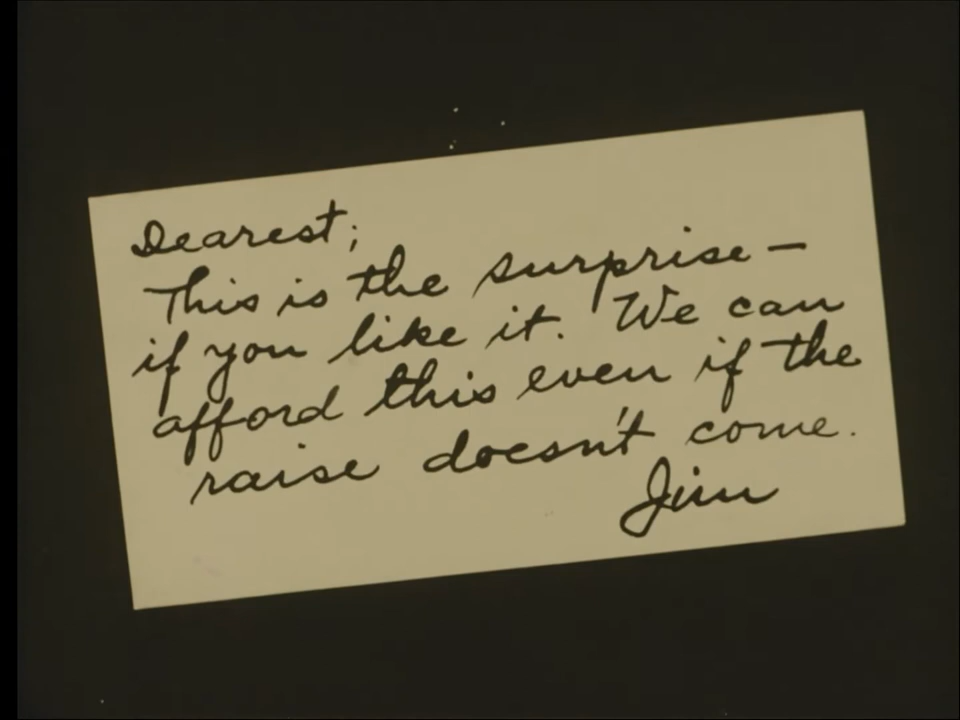 Dearest;
This is the surprise —
if you like it. We can
afford this even if the
raise doesn't come.
Jim